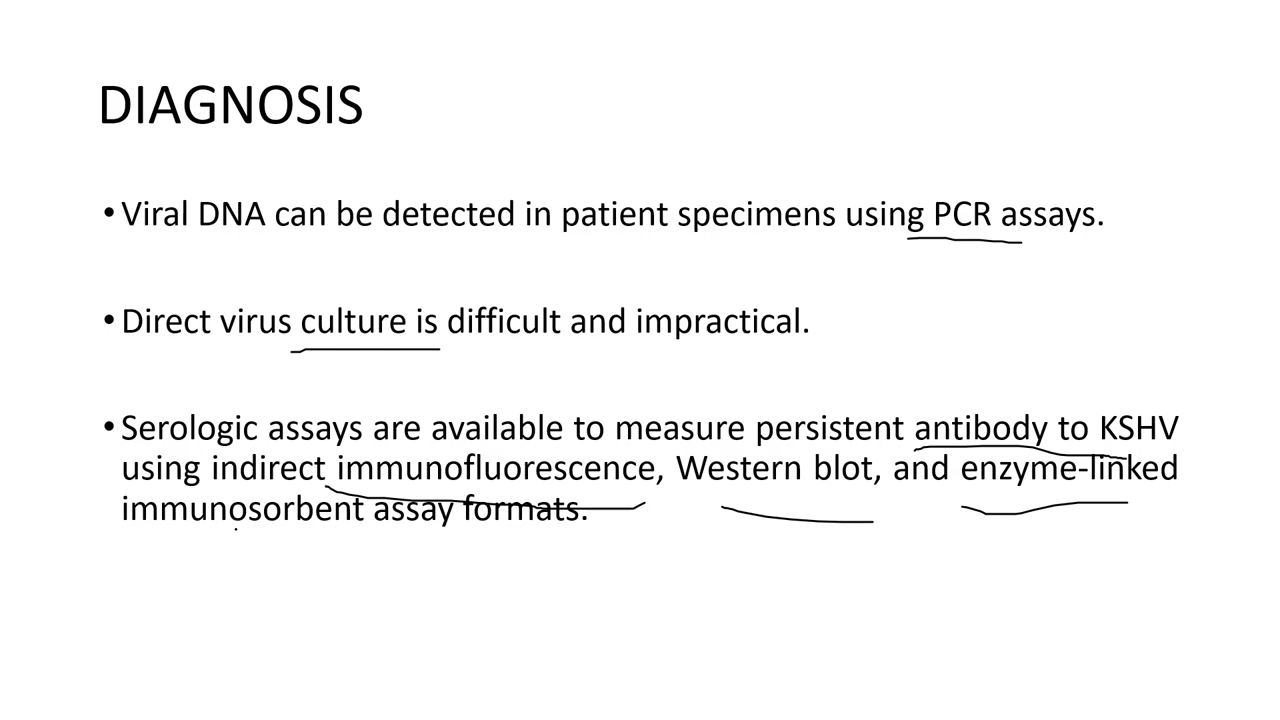 DIAGNOSIS
•Viral DNA can be detected in patient specimens using PCR assays.
•Direct virus culture is difficult and impractical.
•Serologic assays are available to measure persistent antibody to KSHV
using indirect immunofluorescence, Western blot, and enzyme-linked
immunosorbent assay formats.